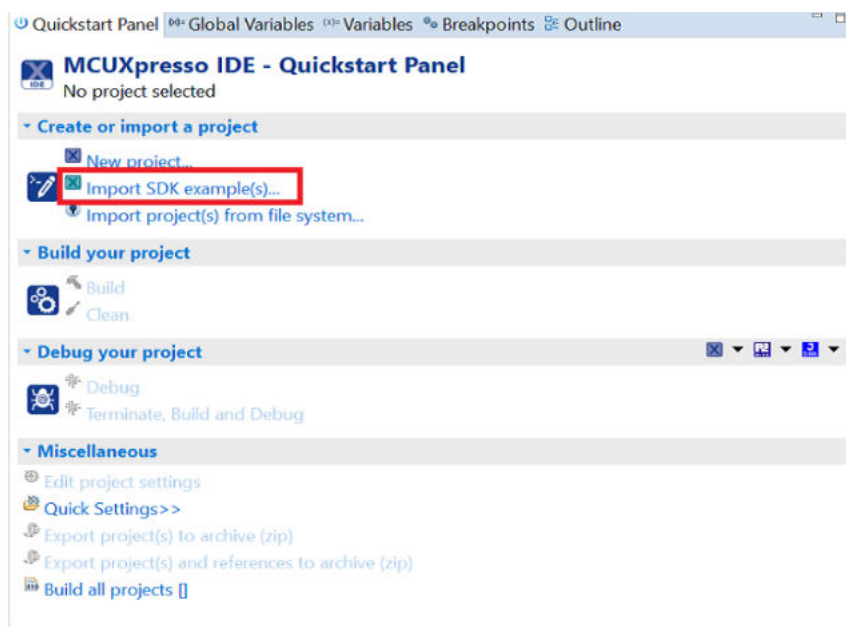 Quickstart Panel Global Variables Variables Breakpoints Outline
MCUXpresso IDE - Quickstart Panel
No project selected
Create or import a project
New project...
Import SDK example(s)...
Import project(s) from file system...
Build your project
Build
Clean
Debug your project
Debug
Terminate, Build and Debug
Miscellaneous
Edit project settings
Quick Settings>>
Export project(s) to archive (zip)
Export project(s) and references to archive (zip)
Build all projects []